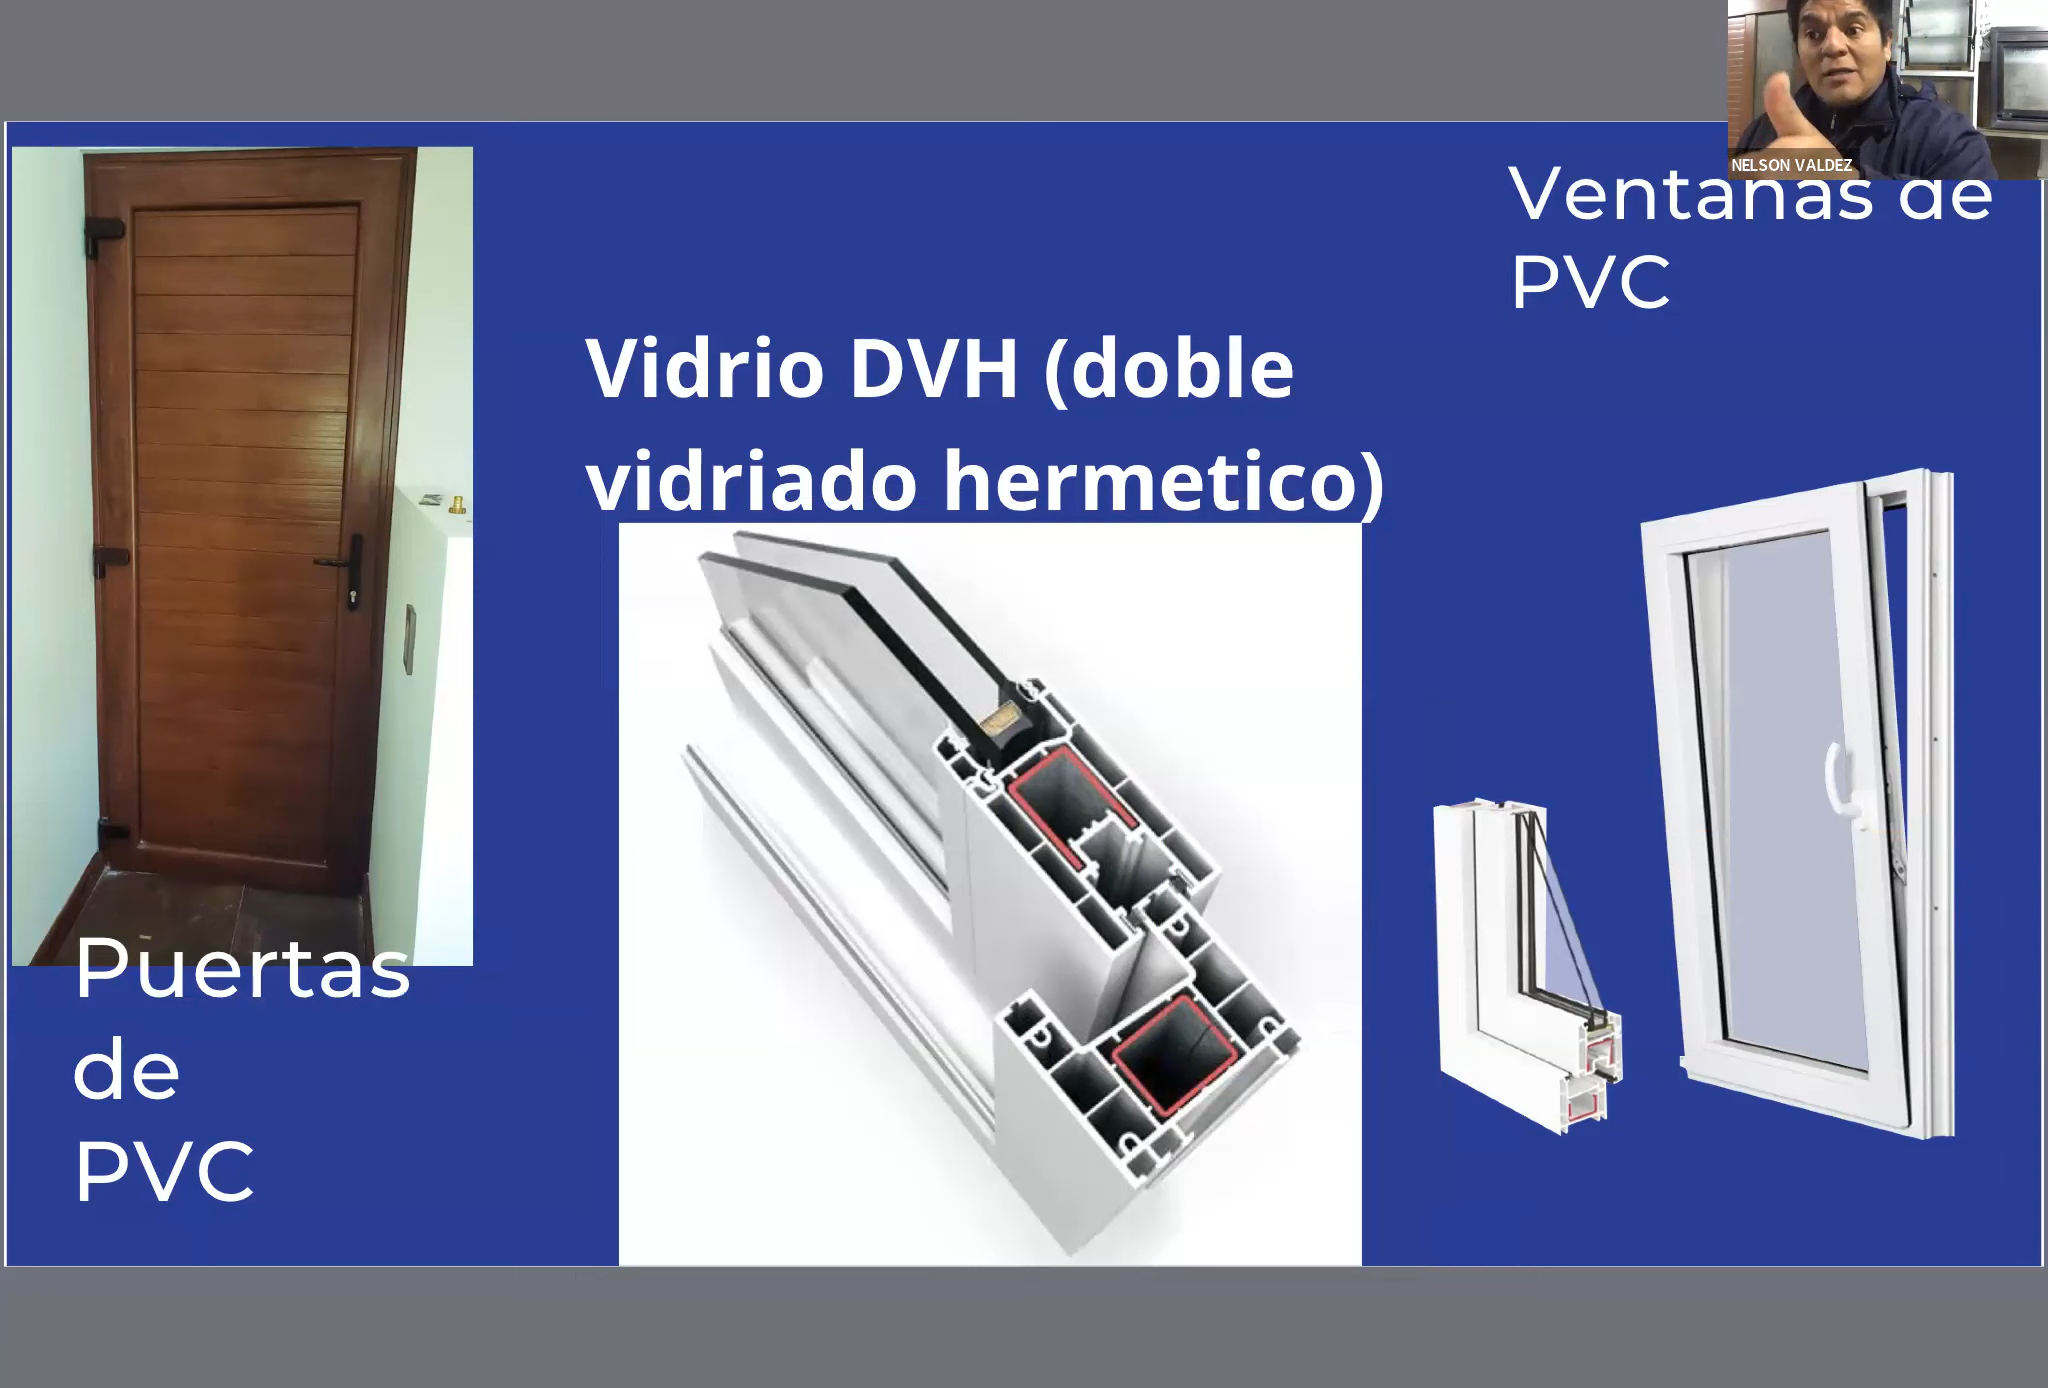 NELSON VALDEZ
Ventanas de
PVC
Vidrio DVH (doble
vidriado hermetico)
Puertas
de
PVC